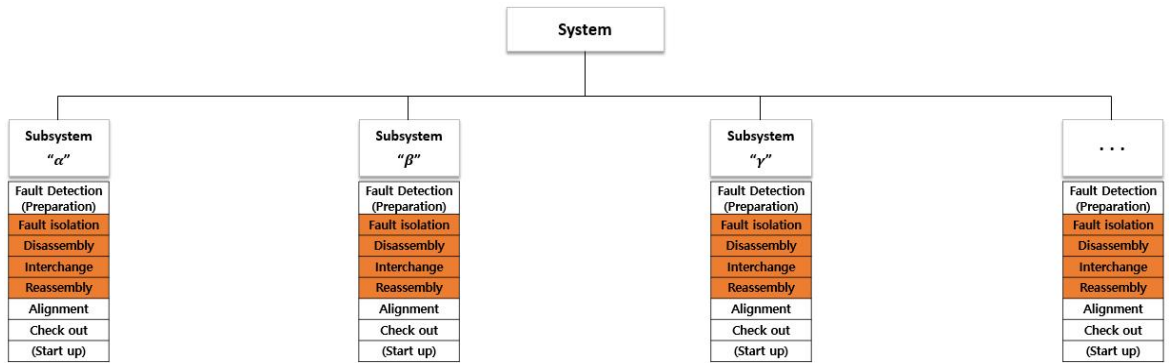 System
Subsystem
“α”
Fault Detection
(Preparation)
Fault isolation
Disassembly
Interchange
Reassembly
Alignment
Check out
(Start up)
Subsystem
“β”
Fault Detection
(Preparation)
Fault isolation
Disassembly
Interchange
Reassembly
Alignment
Check out
(Start up)
Subsystem
“γ”
Fault Detection
(Preparation)
Fault isolation
Disassembly
Interchange
Reassembly
Alignment
Check out
(Start up)
. . .
Fault Detection
(Preparation)
Fault isolation
Disassembly
Interchange
Reassembly
Alignment
Check out
(Start up)